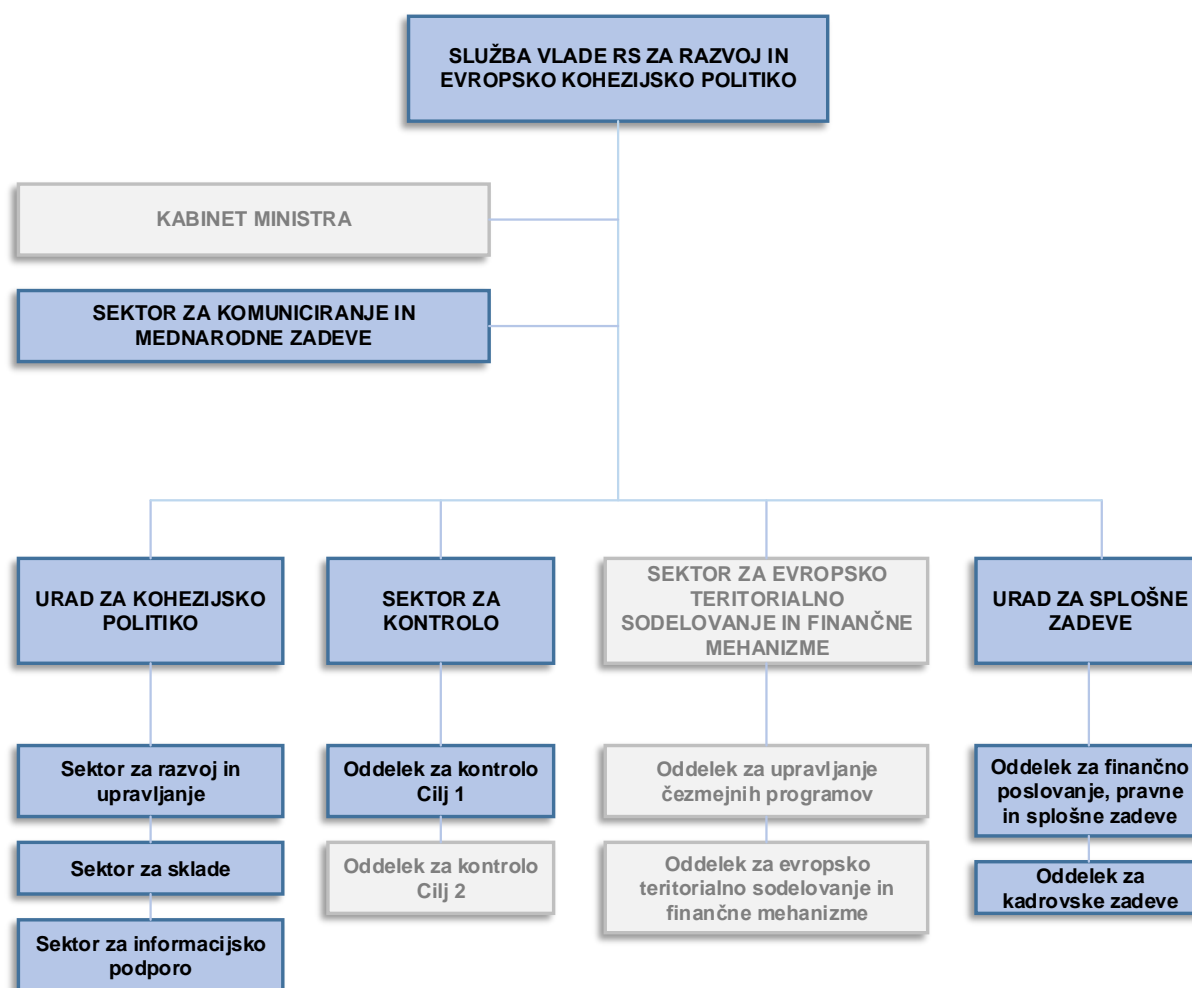 SLUŽBA VLADE RS ZA RAZVOJ IN
EVROPSKO KOHEZIJSKO POLITIKO
KABINET MINISTRA
SEKTOR ZA KOMUNICIRANJE IN
MEDNARODNE ZADEVE
URAD ZA KOHEZIJSKO
POLITIKO
SEKTOR ZA
KONTROLO
SEKTOR ZA EVROPSKO
TERITORIALNO
SODELOVANJE IN FINANČNE
MEHANIZME
URAD ZA SPLOŠNE
ZADEVE
Sektor za razvoj in
upravljanje
Oddelek za kontrolo
Cilj 1
Oddelek za upravljanje
čezmejnih programov
Oddelek za finančno
poslovanje, pravne
in splošne zadeve
Sektor za sklade
Oddelek za kontrolo
Cilj 2
Oddelek za evropsko
teritorialno sodelovanje in
finančne mehanizme
Oddelek za
kadrovske zadeve
Sektor za informacijsko
podporo